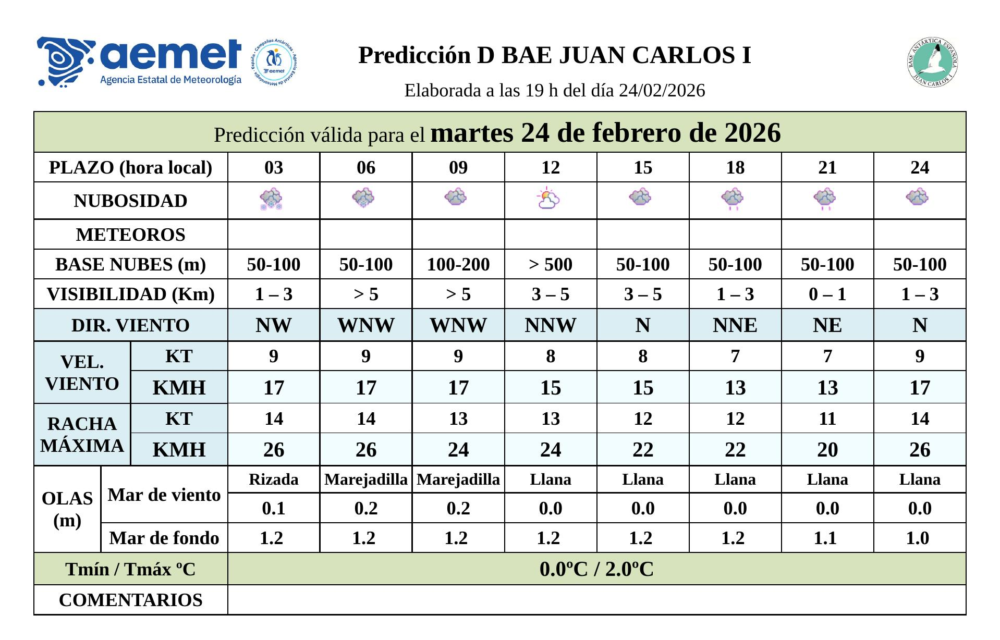 aemet
Agencia Estatal de Meteorología
Campañas Antárticas · Agencia Estatal de Meteorología · España ·
aemet
Predicción D BAE JUAN CARLOS I
Elaborada a las 19 h del día 24/02/2026
BASE ANTÁRTICA ESPAÑOLA
JUAN CARLOS I
Predicción válida para el martes 24 de febrero de 2026
PLAZO (hora local) 03 06 09 12 15 18 21 24
NUBOSIDAD
METEOROS
BASE NUBES (m) 50-100 50-100 100-200 > 500 50-100 50-100 50-100 50-100
VISIBILIDAD (Km) 1 – 3 > 5 > 5 3 – 5 3 – 5 1 – 3 0 – 1 1 – 3
DIR. VIENTO NW WNW WNW NNW N NNE NE N
VEL. VIENTO
KT 9 9 9 8 8 7 7 9
KMH 17 17 17 15 15 13 13 17
RACHA MÁXIMA
KT 14 14 13 13 12 12 11 14
KMH 26 26 24 24 22 22 20 26
OLAS (m)
Mar de viento Rizada Marejadilla Marejadilla Llana Llana Llana Llana Llana
0.1 0.2 0.2 0.0 0.0 0.0 0.0 0.0
Mar de fondo 1.2 1.2 1.2 1.2 1.2 1.2 1.1 1.0
Tmín / Tmáx ºC 0.0ºC / 2.0ºC
COMENTARIOS